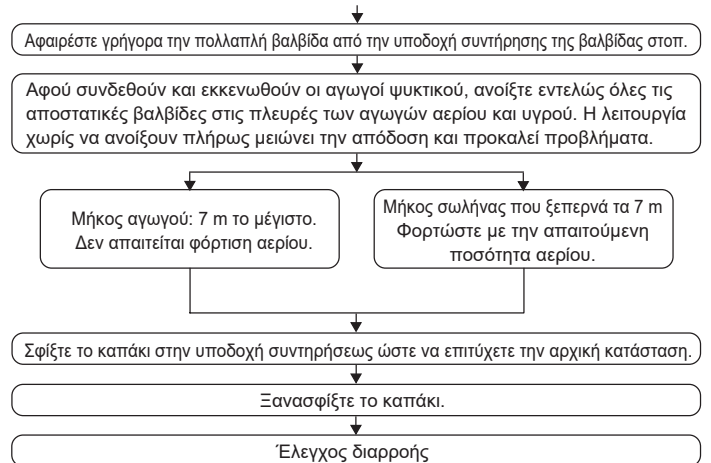 Αφαιρέστε γρήγορα την πολλαπλή βαλβίδα από την υποδοχή συντήρησης της βαλβίδας στοπ.
Αφού συνδεθούν και εκκενωθούν οι αγωγοί ψυκτικού, ανοίξτε εντελώς όλες τις
αποστατικές βαλβίδες στις πλευρές των αγωγών αερίου και υγρού. Η λειτουργία
χωρίς να ανοίξουν πλήρως μειώνει την απόδοση και προκαλεί προβλήματα.
Μήκος αγωγού: 7 m το μέγιστο.
Δεν απαιτείται φόρτιση αερίου.
Μήκος σωλήνας που ξεπερνά τα 7 m
Φορτώστε με την απαιτούμενη
ποσότητα αερίου.
Σφίξτε το καπάκι στην υποδοχή συντηρήσεως ώστε να επιτύχετε την αρχική κατάσταση.
Ξανασφίξτε το καπάκι.
Έλεγχος διαρροής